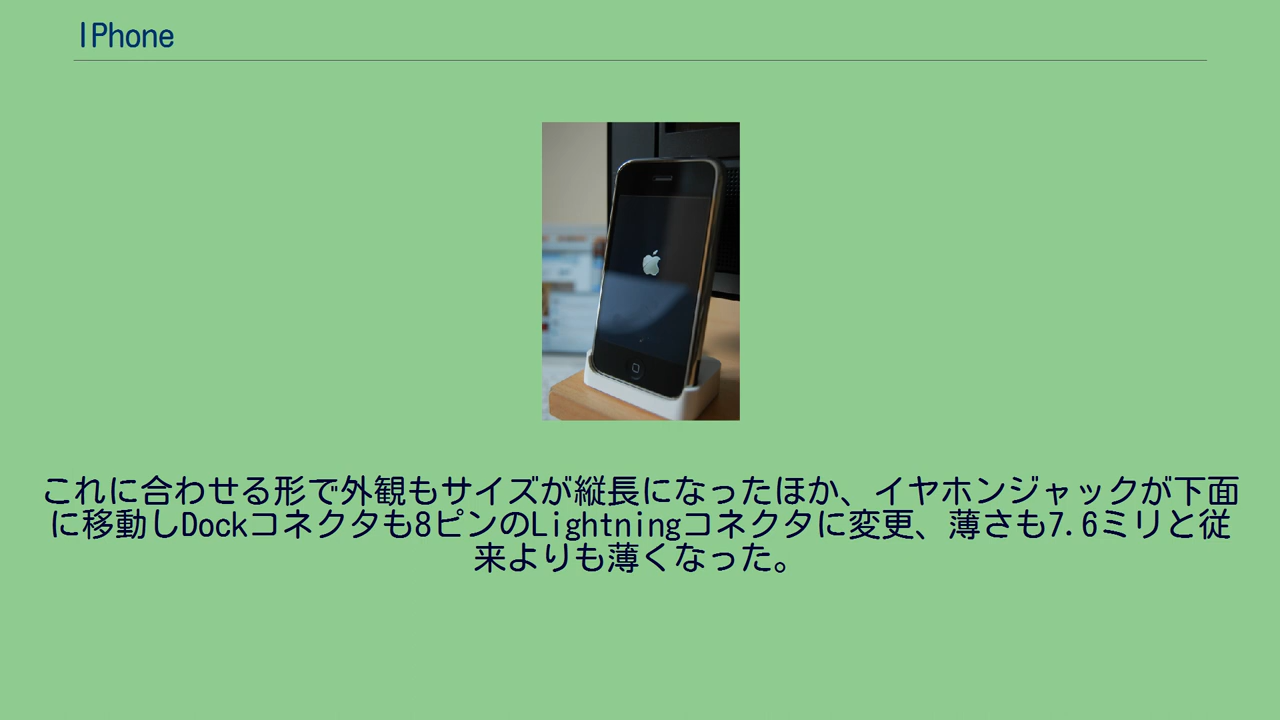 IPhone
これに合わせる形で外観もサイズが縦長になったほか、イヤホンジャックが下面
に移動しDockコネクタも8ピンのLightningコネクタに変更、薄さも7.6ミリと従
来よりも薄くなった。